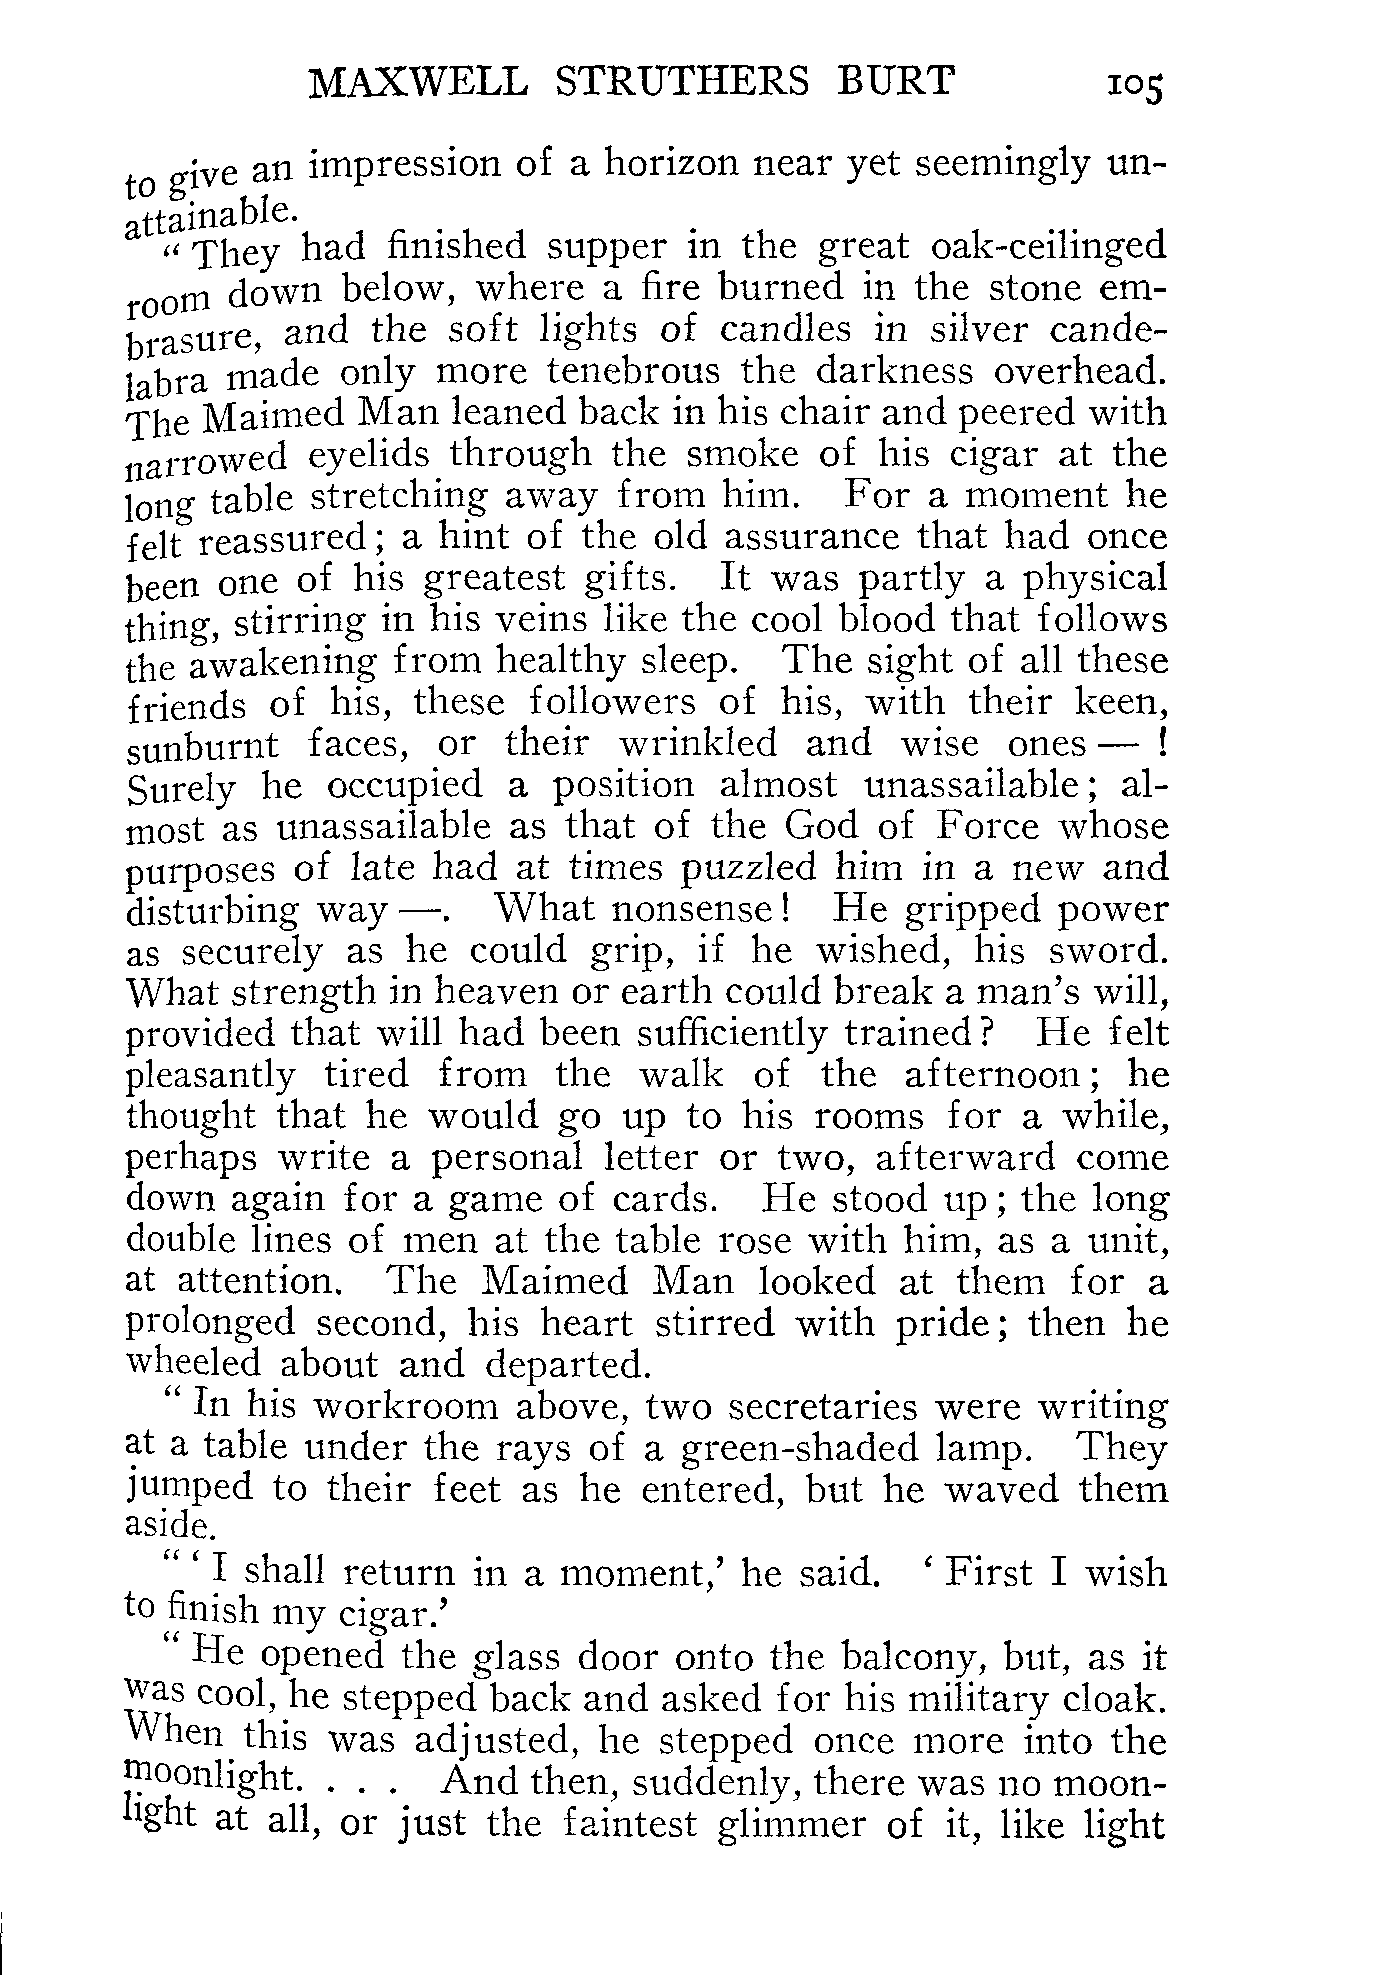 MAXWELL STRUTHERS BURT 105
to give an impression of a horizon near yet seemingly un-
attainable.
" They had finished supper in the great oak-ceilinged
room down below, where a fire burned in the stone em-
brasure, and the soft lights of candles in silver cande-
labra made only more tenebrous the darkness overhead.
The Maimed Man leaned back in his chair and peered with
narrowed eyelids through the smoke of his cigar at the
long table stretching away from him. For a moment he
felt reassured; a hint of the old assurance that had once
been one of his greatest gifts. It was partly a physical
thing, stirring in his veins like the cool blood that follows
the awakening from healthy sleep. The sight of all these
friends of his, these followers of his, with their keen,
sunburnt faces, or their wrinkled and wise ones — !
Surely he occupied a position almost unassailable; al-
most as unassailable as that of the God of Force whose
purposes of late had at times puzzled him in a new and
disturbing way —. What nonsense! He gripped power
as securely as he could grip, if he wished, his sword.
What strength in heaven or earth could break a man's will,
provided that will had been sufficiently trained? He felt
pleasantly tired from the walk of the afternoon; he
thought that he would go up to his rooms for a while,
perhaps write a personal letter or two, afterward come
down again for a game of cards. He stood up; the long
double lines of men at the table rose with him, as a unit,
at attention. The Maimed Man looked at them for a
prolonged second, his heart stirred with pride; then he
wheeled about and departed.
" In his workroom above, two secretaries were writing
at a table under the rays of a green-shaded lamp. They
jumped to their feet as he entered, but he waved them
aside.
" ' I shall return in a moment,' he said. ' First I wish
to finish my cigar.'
" He opened the glass door onto the balcony, but, as it
was cool, he stepped back and asked for his military cloak.
When this was adjusted, he stepped once more into the
moonlight. . . . And then, suddenly, there was no moon-
light at all, or just the faintest glimmer of it, like light